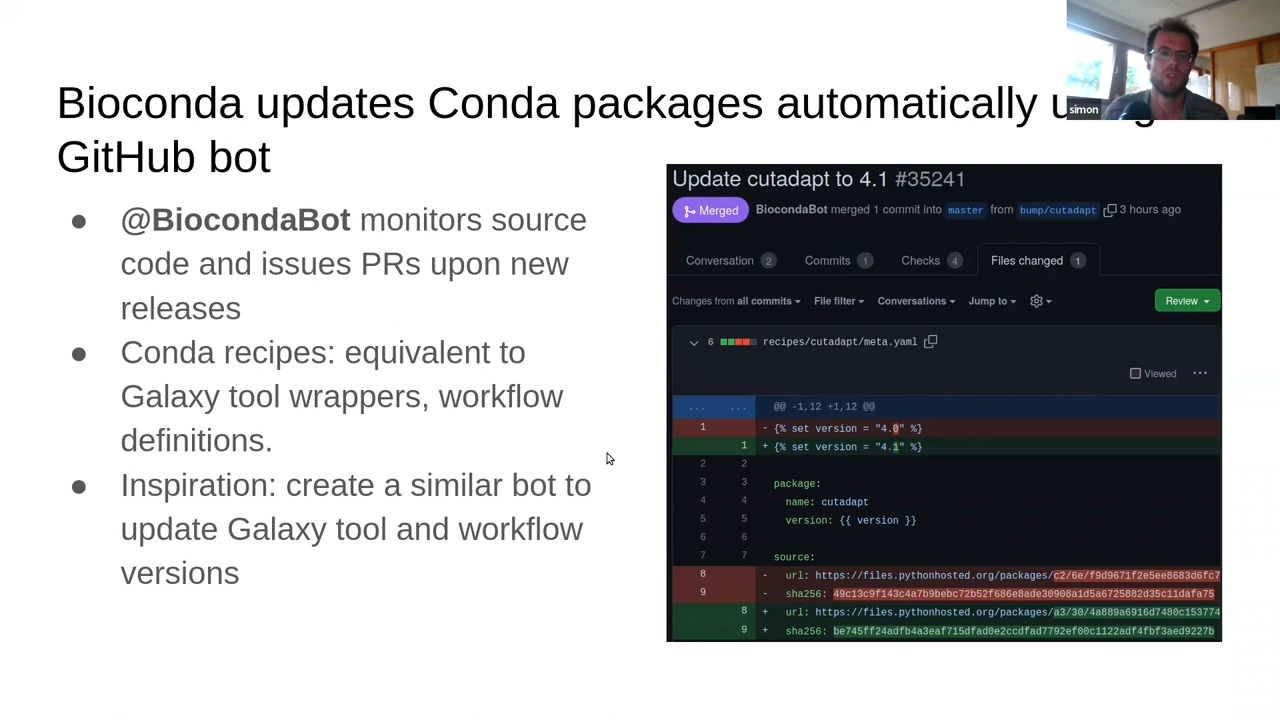 Bioconda updates Conda packages automatically
GitHub bot
simon
● @BiocondaBot monitors source
code and issues PRs upon new
releases
● Conda recipes: equivalent to
Galaxy tool wrappers, workflow
definitions.
● Inspiration: create a similar bot to
update Galaxy tool and workflow
versions
Update cutadapt to 4.1 #35241
Merged BiocondaBot merged 1 commit into master from bump/cutadapt 3 hours ago
Conversation 2 Commits 1 Checks 4 Files changed 1
Changes from all commits File filter Conversations Jump to Review
6 recipes/cutadapt/meta.yaml
Viewed ...
... ... @@ -1,12 +1,12 @@
1 - {% set version = "4.0" %}
1 + {% set version = "4.1" %}
2 2
3 3 package:
4 4 name: cutadapt
5 5 version: {{ version }}
6 6
7 7 source:
8 - url: https://files.pythonhosted.org/packages/c2/6e/f9d9671f2e5ee8683d6fc7
9 - sha256: 49c13c9f143c4a7b9bebc72b52f686e8ade30908a1d5a6725882d35c11dafa75
8 + url: https://files.pythonhosted.org/packages/a3/30/4a889a6916d7480c153774
9 + sha256: be745ff24adfb4a3eaf715dfad0e2ccdfad7792ef00c1122adf4fbf3aed9227b